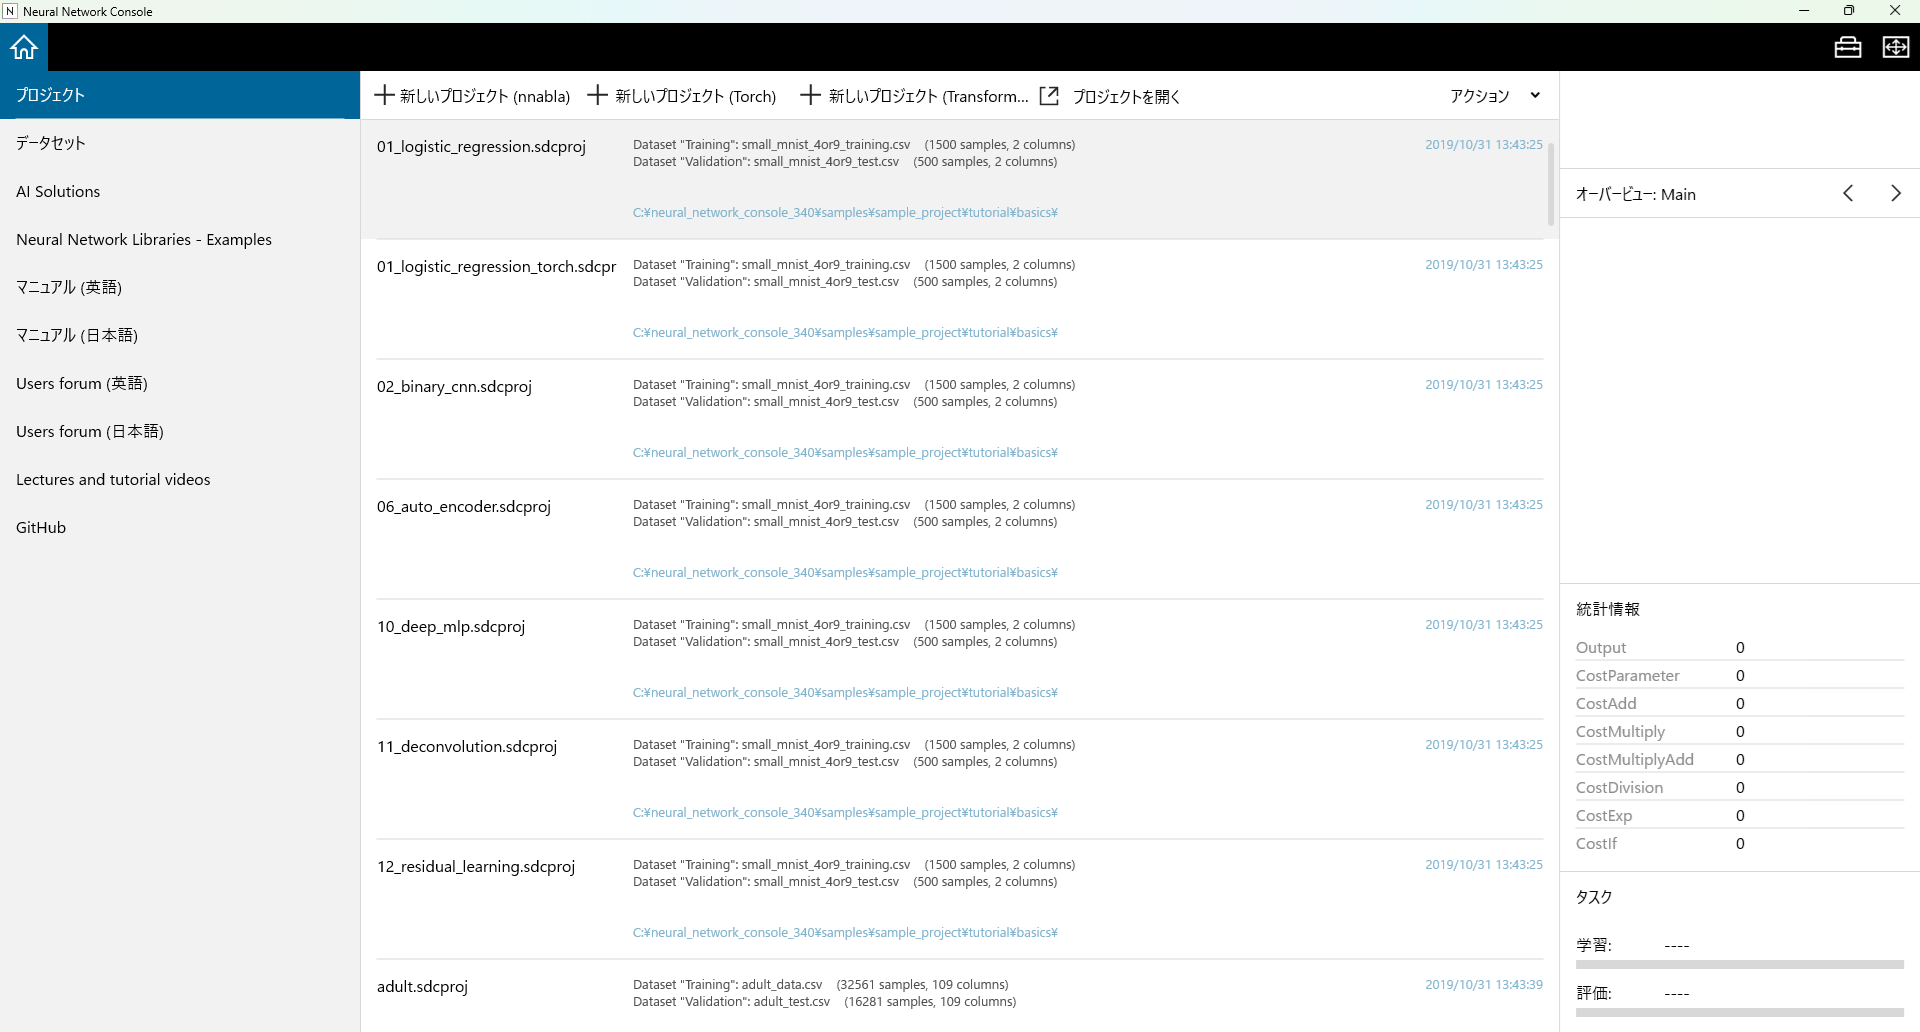 Neural Network Console
プロジェクト
データセット
AI Solutions
Neural Network Libraries - Examples
マニュアル (英語)
マニュアル (日本語)
Users forum (英語)
Users forum (日本語)
Lectures and tutorial videos
GitHub
新しいプロジェクト (nnabla) 新しいプロジェクト (Torch) 新しいプロジェクト (Transform... プロジェクトを開く アクション
01_logistic_regression.sdcproj
Dataset "Training": small_mnist_4or9_training.csv (1500 samples, 2 columns)
Dataset "Validation": small_mnist_4or9_test.csv (500 samples, 2 columns)
2019/10/31 13:43:25
C:¥neural_network_console_340¥samples¥sample_project¥tutorial¥basics¥
01_logistic_regression_torch.sdcpr
Dataset "Training": small_mnist_4or9_training.csv (1500 samples, 2 columns)
Dataset "Validation": small_mnist_4or9_test.csv (500 samples, 2 columns)
2019/10/31 13:43:25
C:¥neural_network_console_340¥samples¥sample_project¥tutorial¥basics¥
02_binary_cnn.sdcproj
Dataset "Training": small_mnist_4or9_training.csv (1500 samples, 2 columns)
Dataset "Validation": small_mnist_4or9_test.csv (500 samples, 2 columns)
2019/10/31 13:43:25
C:¥neural_network_console_340¥samples¥sample_project¥tutorial¥basics¥
06_auto_encoder.sdcproj
Dataset "Training": small_mnist_4or9_training.csv (1500 samples, 2 columns)
Dataset "Validation": small_mnist_4or9_test.csv (500 samples, 2 columns)
2019/10/31 13:43:25
C:¥neural_network_console_340¥samples¥sample_project¥tutorial¥basics¥
10_deep_mlp.sdcproj
Dataset "Training": small_mnist_4or9_training.csv (1500 samples, 2 columns)
Dataset "Validation": small_mnist_4or9_test.csv (500 samples, 2 columns)
2019/10/31 13:43:25
C:¥neural_network_console_340¥samples¥sample_project¥tutorial¥basics¥
11_deconvolution.sdcproj
Dataset "Training": small_mnist_4or9_training.csv (1500 samples, 2 columns)
Dataset "Validation": small_mnist_4or9_test.csv (500 samples, 2 columns)
2019/10/31 13:43:25
C:¥neural_network_console_340¥samples¥sample_project¥tutorial¥basics¥
12_residual_learning.sdcproj
Dataset "Training": small_mnist_4or9_training.csv (1500 samples, 2 columns)
Dataset "Validation": small_mnist_4or9_test.csv (500 samples, 2 columns)
2019/10/31 13:43:25
C:¥neural_network_console_340¥samples¥sample_project¥tutorial¥basics¥
adult.sdcproj
Dataset "Training": adult_data.csv (32561 samples, 109 columns)
Dataset "Validation": adult_test.csv (16281 samples, 109 columns)
2019/10/31 13:43:39
オーバービュー: Main
統計情報
Output 0
CostParameter 0
CostAdd 0
CostMultiply 0
CostMultiplyAdd 0
CostDivision 0
CostExp 0
CostIf 0
タスク
学習: ----
評価: ----